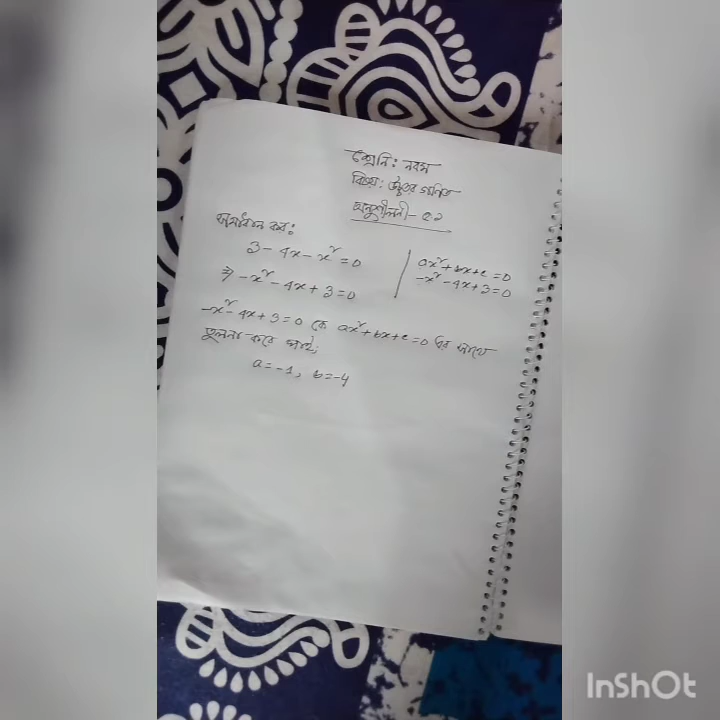 শ্রেনি: নবম
বিষয়: উচ্চতর গণিত
অনুশীলনী - ৫.১
সমাধান কর:
3 - 4x - x² = 0
⇒ -x² - 4x + 3 = 0
ax² + bx + c = 0
-x² - 4x + 3 = 0
-x² - 4x + 3 = 0 কে ax² + bx + c = 0 এর সাথে
তুলনা করে পাই,
a = -1, b = -4
InShOt